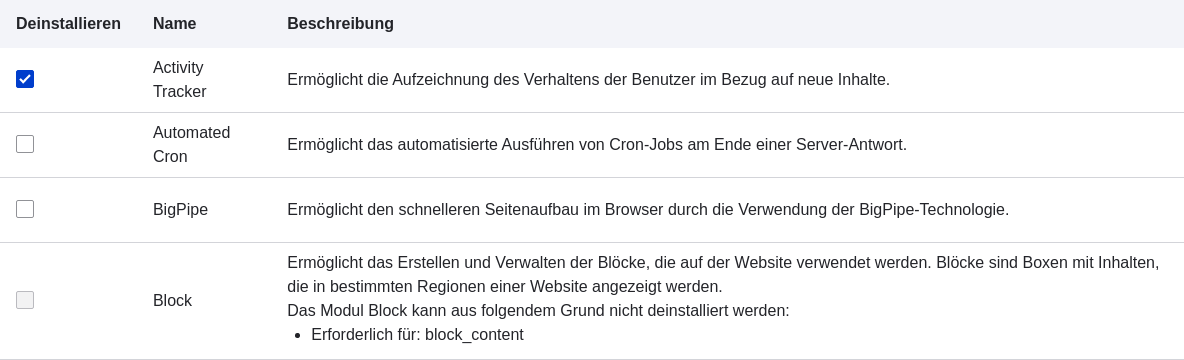 Deinstallieren Name Beschreibung
Activity
Tracker
Ermöglicht die Aufzeichnung des Verhaltens der Benutzer im Bezug auf neue Inhalte.
Automated
Cron
Ermöglicht das automatisierte Ausführen von Cron-Jobs am Ende einer Server-Antwort.
BigPipe
Ermöglicht den schnelleren Seitenaufbau im Browser durch die Verwendung der BigPipe-Technologie.
Block
Ermöglicht das Erstellen und Verwalten der Blöcke, die auf der Website verwendet werden. Blöcke sind Boxen mit Inhalten,
die in bestimmten Regionen einer Website angezeigt werden.
Das Modul Block kann aus folgendem Grund nicht deinstalliert werden:
• Erforderlich für: block_content